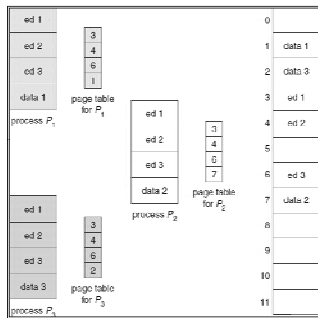 ed 1
ed 2
ed 3
data 1
process P1
3
4
6
1
page table
for P1
ed 1
ed 2
ed 3
data 2
process P2
3
4
6
7
page table
for P2
ed 1
ed 2
ed 3
data 3
process P3
3
4
6
2
page table
for P3
0
1 data 1
2 data 3
3 ed 1
4 ed 2
5
6 ed 3
7 data 2
8
9
10
11